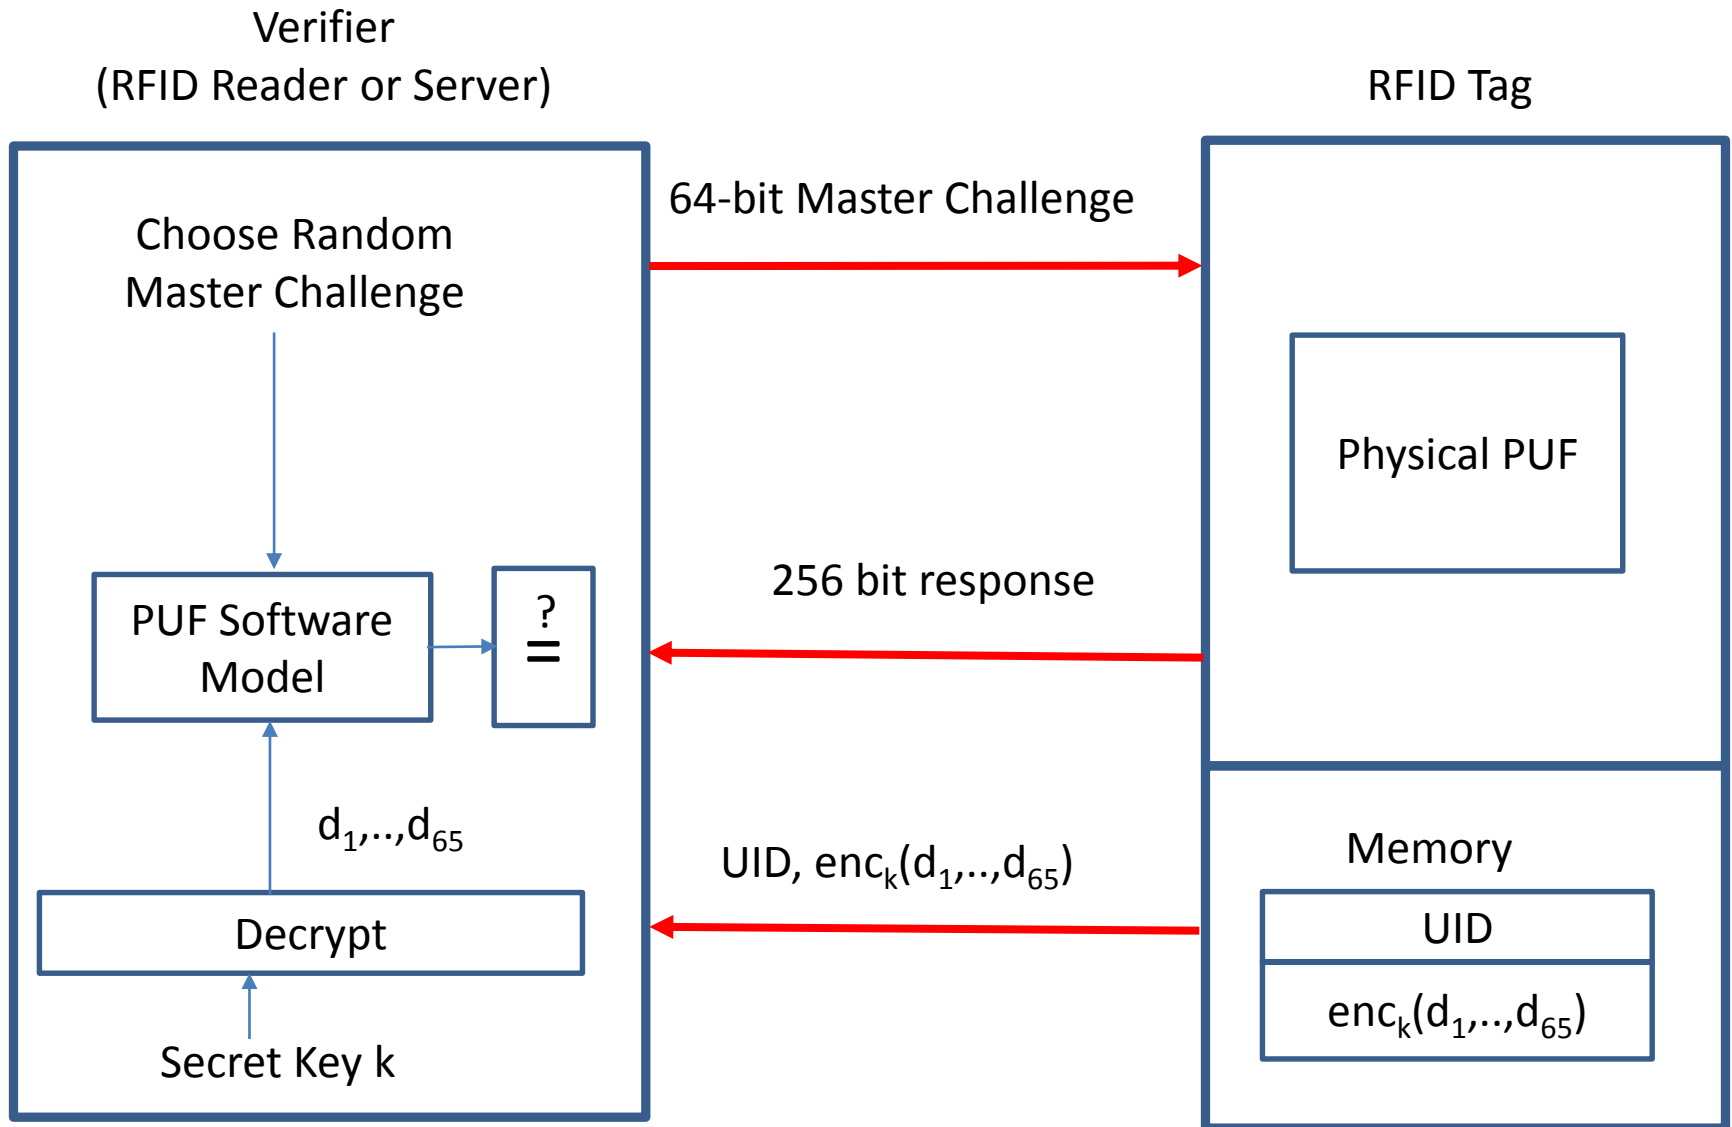 Verifier
(RFID Reader or Server)
RFID Tag
64-bit Master Challenge
Choose Random
Master Challenge
Physical PUF
256 bit response
PUF Software
Model
?
=
d₁,..,d₆₅
UID, encₖ(d₁,..,d₆₅)
Memory
UID
Decrypt
encₖ(d₁,..,d₆₅)
Secret Key k